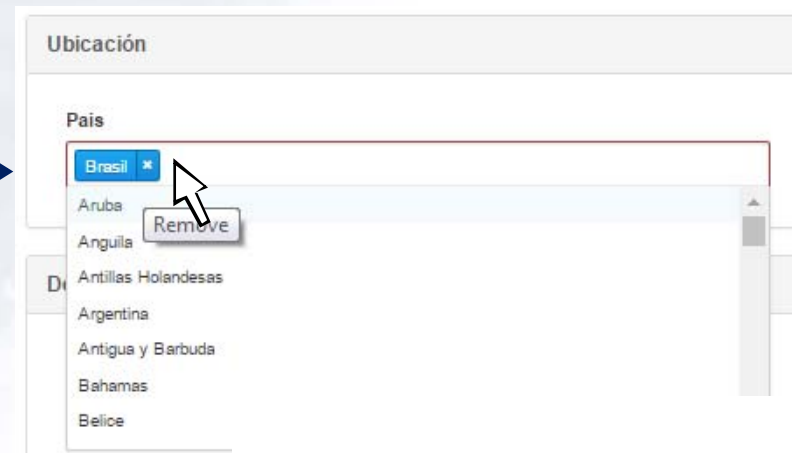 Ubicación
Pais
Brasil ×
Aruba
Remove
Anguila
Antillas Holandesas
Argentina
Antigua y Barbuda
Bahamas
Belice